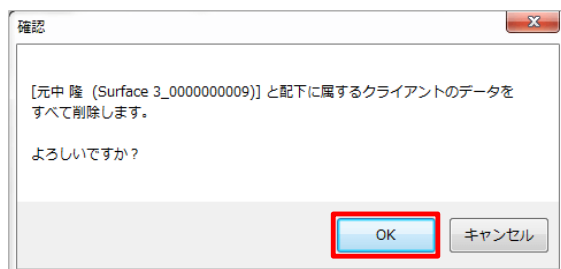 確認
[元中 隆 (Surface 3_0000000009)] と配下に属するクライアントのデータを
すべて削除します。
よろしいですか？
OK
キャンセル